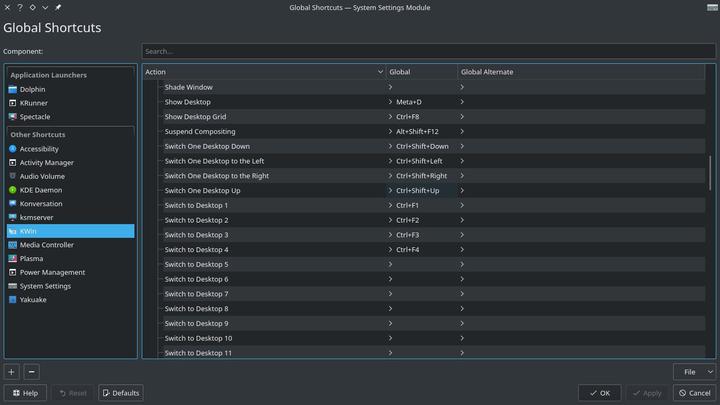 Global Shortcuts — System Settings Module
Global Shortcuts
Component:
Search...
Application Launchers
Dolphin
KRunner
Spectacle
Other Shortcuts
Accessibility
Activity Manager
Audio Volume
KDE Daemon
Konversation
ksmserver
KWin
Media Controller
Plasma
Power Management
System Settings
Yakuake
Action Global Global Alternate
Shade Window
Show Desktop Meta+D
Show Desktop Grid Ctrl+F8
Suspend Compositing Alt+Shift+F12
Switch One Desktop Down Ctrl+Shift+Down
Switch One Desktop to the Left Ctrl+Shift+Left
Switch One Desktop to the Right Ctrl+Shift+Right
Switch One Desktop Up Ctrl+Shift+Up
Switch to Desktop 1 Ctrl+F1
Switch to Desktop 2 Ctrl+F2
Switch to Desktop 3 Ctrl+F3
Switch to Desktop 4 Ctrl+F4
Switch to Desktop 5
Switch to Desktop 6
Switch to Desktop 7
Switch to Desktop 8
Switch to Desktop 9
Switch to Desktop 10
Switch to Desktop 11
File
Help Reset Defaults OK Apply Cancel